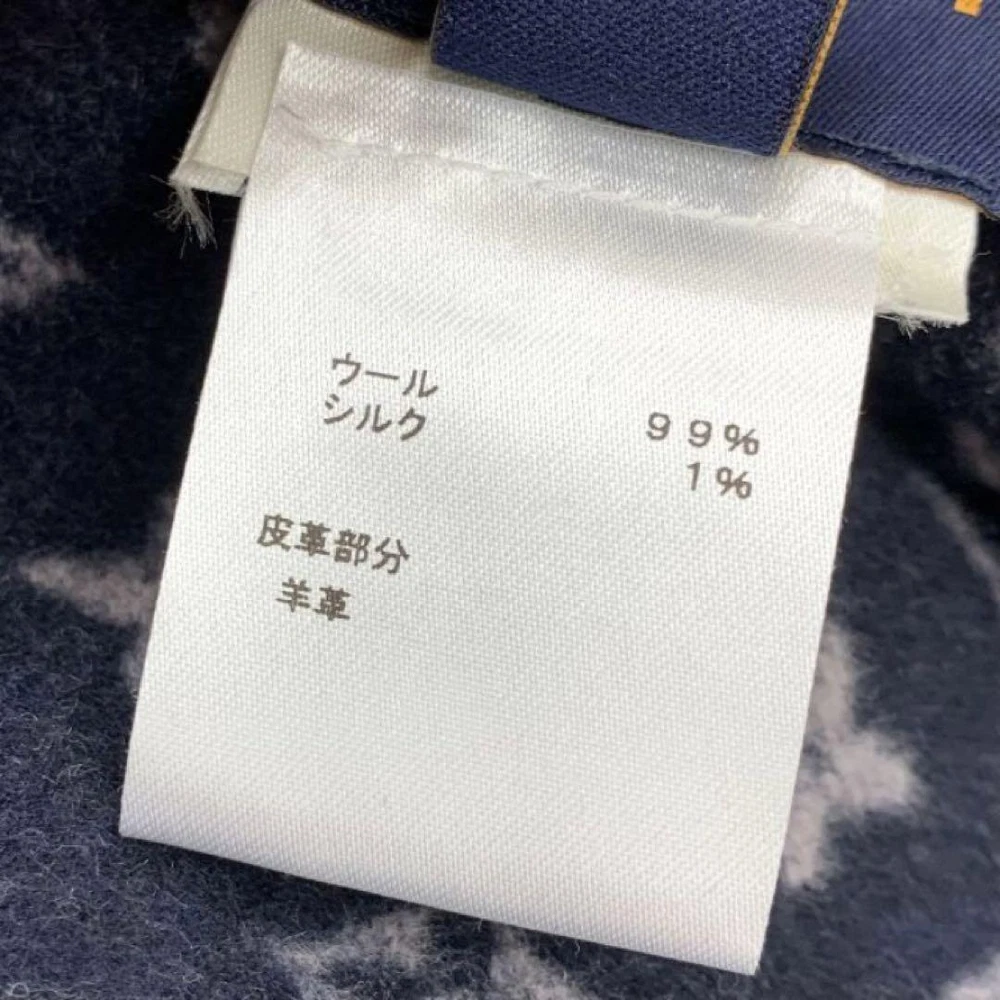 ウール 99%
シルク 1%
皮革部分
羊革